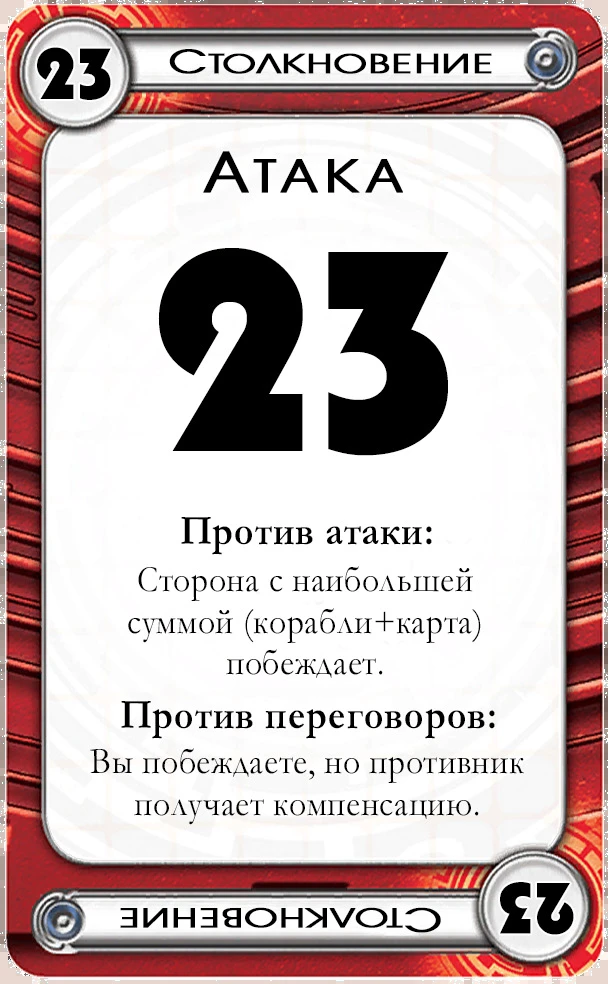 23
Столкновение
Атака
23
Против атаки:
Сторона с наибольшей
суммой (корабли+карта)
побеждает.
Против переговоров:
Вы побеждаете, но противник
получает компенсацию.
Столкновение
23